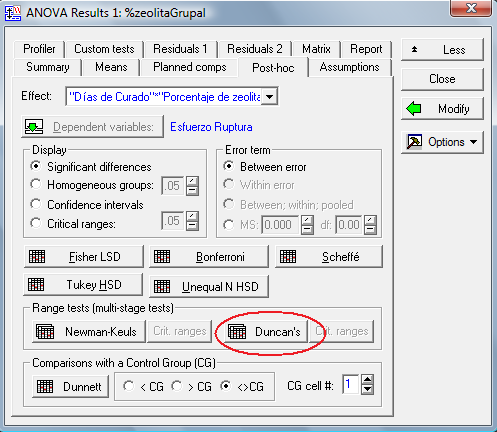 ANOVA Results 1: %zeolitaGrupal
Profiler Custom tests Residuals 1 Residuals 2 Matrix Report
Summary Means Planned comps Post-hoc Assumptions
Less
Close
Modify
Options
Effect: "Días de Curado"*"Porcentaje de zeolita
Dependent variables: Esfuerzo Ruptura
Display
Significant differences
Homogeneous groups: .05
Confidence intervals
Critical ranges: .05
Error term
Between error
Within error
Between; within; pooled
MS: 0.000 df: 0.00
Fisher LSD Bonferroni Scheffé
Tukey HSD Unequal N HSD
Range tests (multi-stage tests)
Newman-Keuls Crit. ranges Duncan's Crit. ranges
Comparisons with a Control Group (CG)
Dunnett < CG > CG <>CG CG cell #: 1